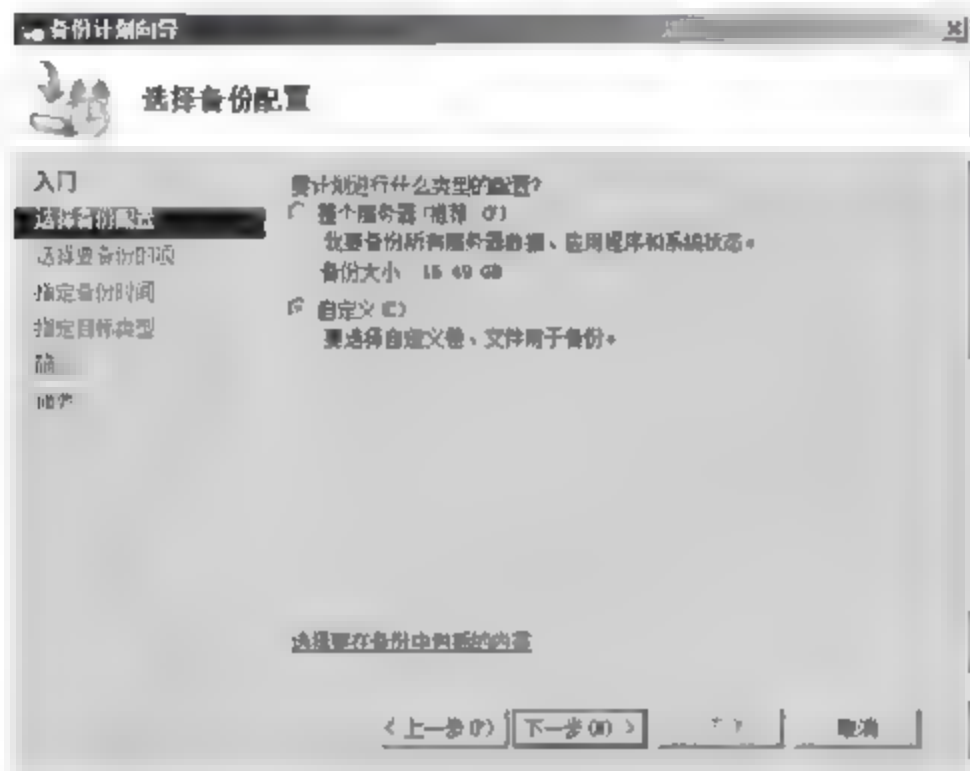 备份计划向导
选择备份配置
入门
选择备份配置
选择要备份的项
指定备份时间
指定目标类型
确
摘要
要计划进行什么类型的配置?
整个服务器(推荐)(F)
我要备份所有服务器数据、应用程序和系统状态。
备份大小 15.49 GB
自定义(C)
要选择自定义卷、文件用于备份。
选择要在备份中包括的内容
< 上一步(P)
下一步(N) >
取消